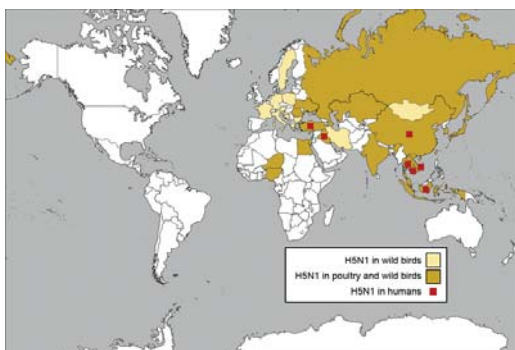 H5N1 in wild birds
H5N1 in poultry and wild birds
H5N1 in humans